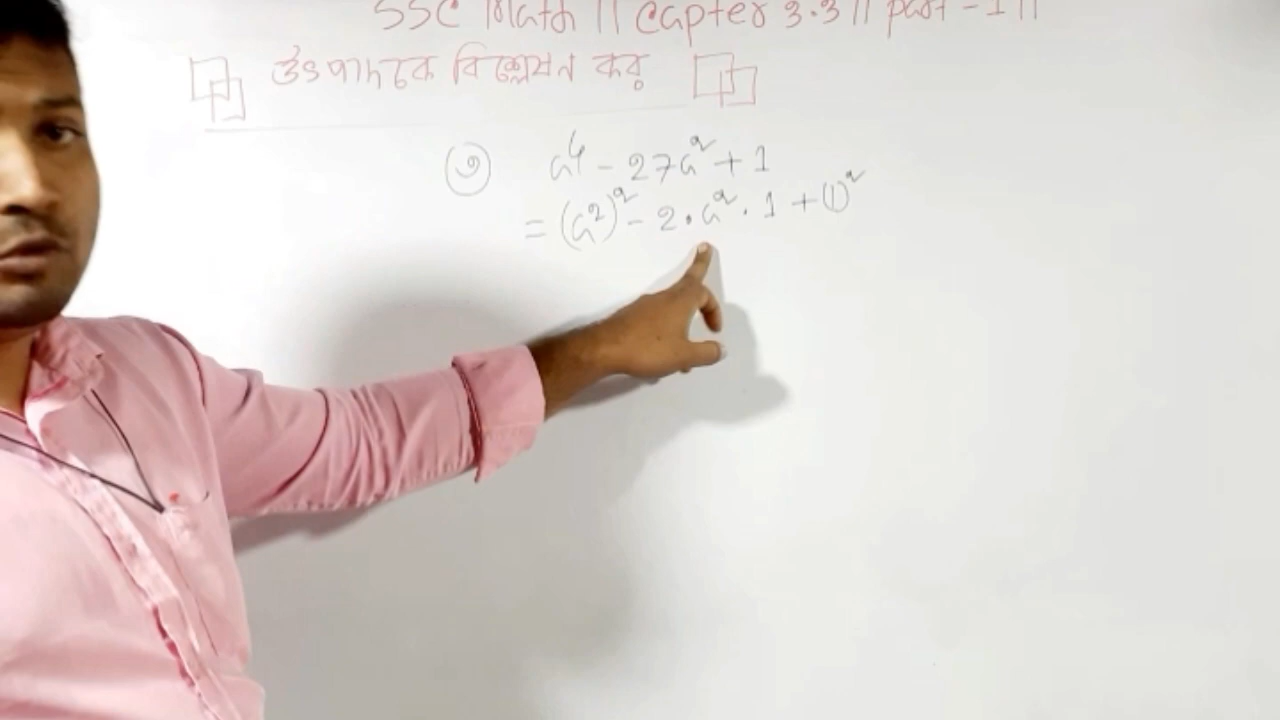 SSC Math || Capter 3.3 || part - 1 ||
উৎপাদকে বিশ্লেষন কর
৩ a⁴ - 27a² + 1
= (a²)² - 2 . a² . 1 + (1)²